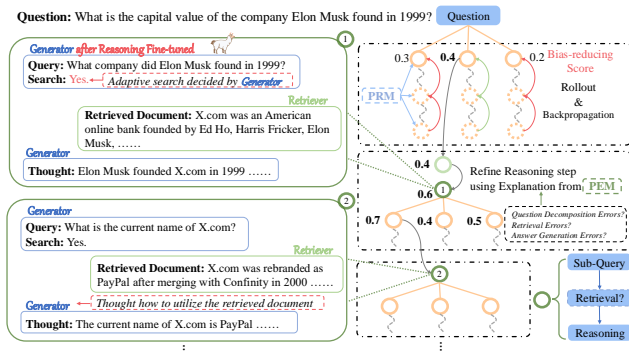 Question: What is the capital value of the company Elon Musk found in 1999?
Question
Generator after Reasoning Fine-tuned
1
Query: What company did Elon Musk found in 1999?
Search: Yes.
Adaptive search decided by Generator
Retriever
Retrieved Document: X.com was an American
online bank founded by Ed Ho, Harris Fricker, Elon
Musk, ……
Generator
Thought: Elon Musk founded X.com in 1999 ……
2
Generator
Query: What is the current name of X.com?
Search: Yes.
Retriever
Retrieved Document: X.com was rebranded as
PayPal after merging with Confinity in 2000 ……
Generator
Thought how to utilize the retrieved document
Thought: The current name of X.com is PayPal ……
⋮
0.3
0.4
0.2
PRM
Bias-reducing
Score
Rollout
&
Backpropagation
0.4
0.6
1
Refine Reasoning step
using Explanation from PEM
0.7
0.4
0.5
Question Decomposition Errors?
Retrieval Errors?
Answer Generation Errors?
2
⋮
Sub-Query
Retrieval?
Reasoning